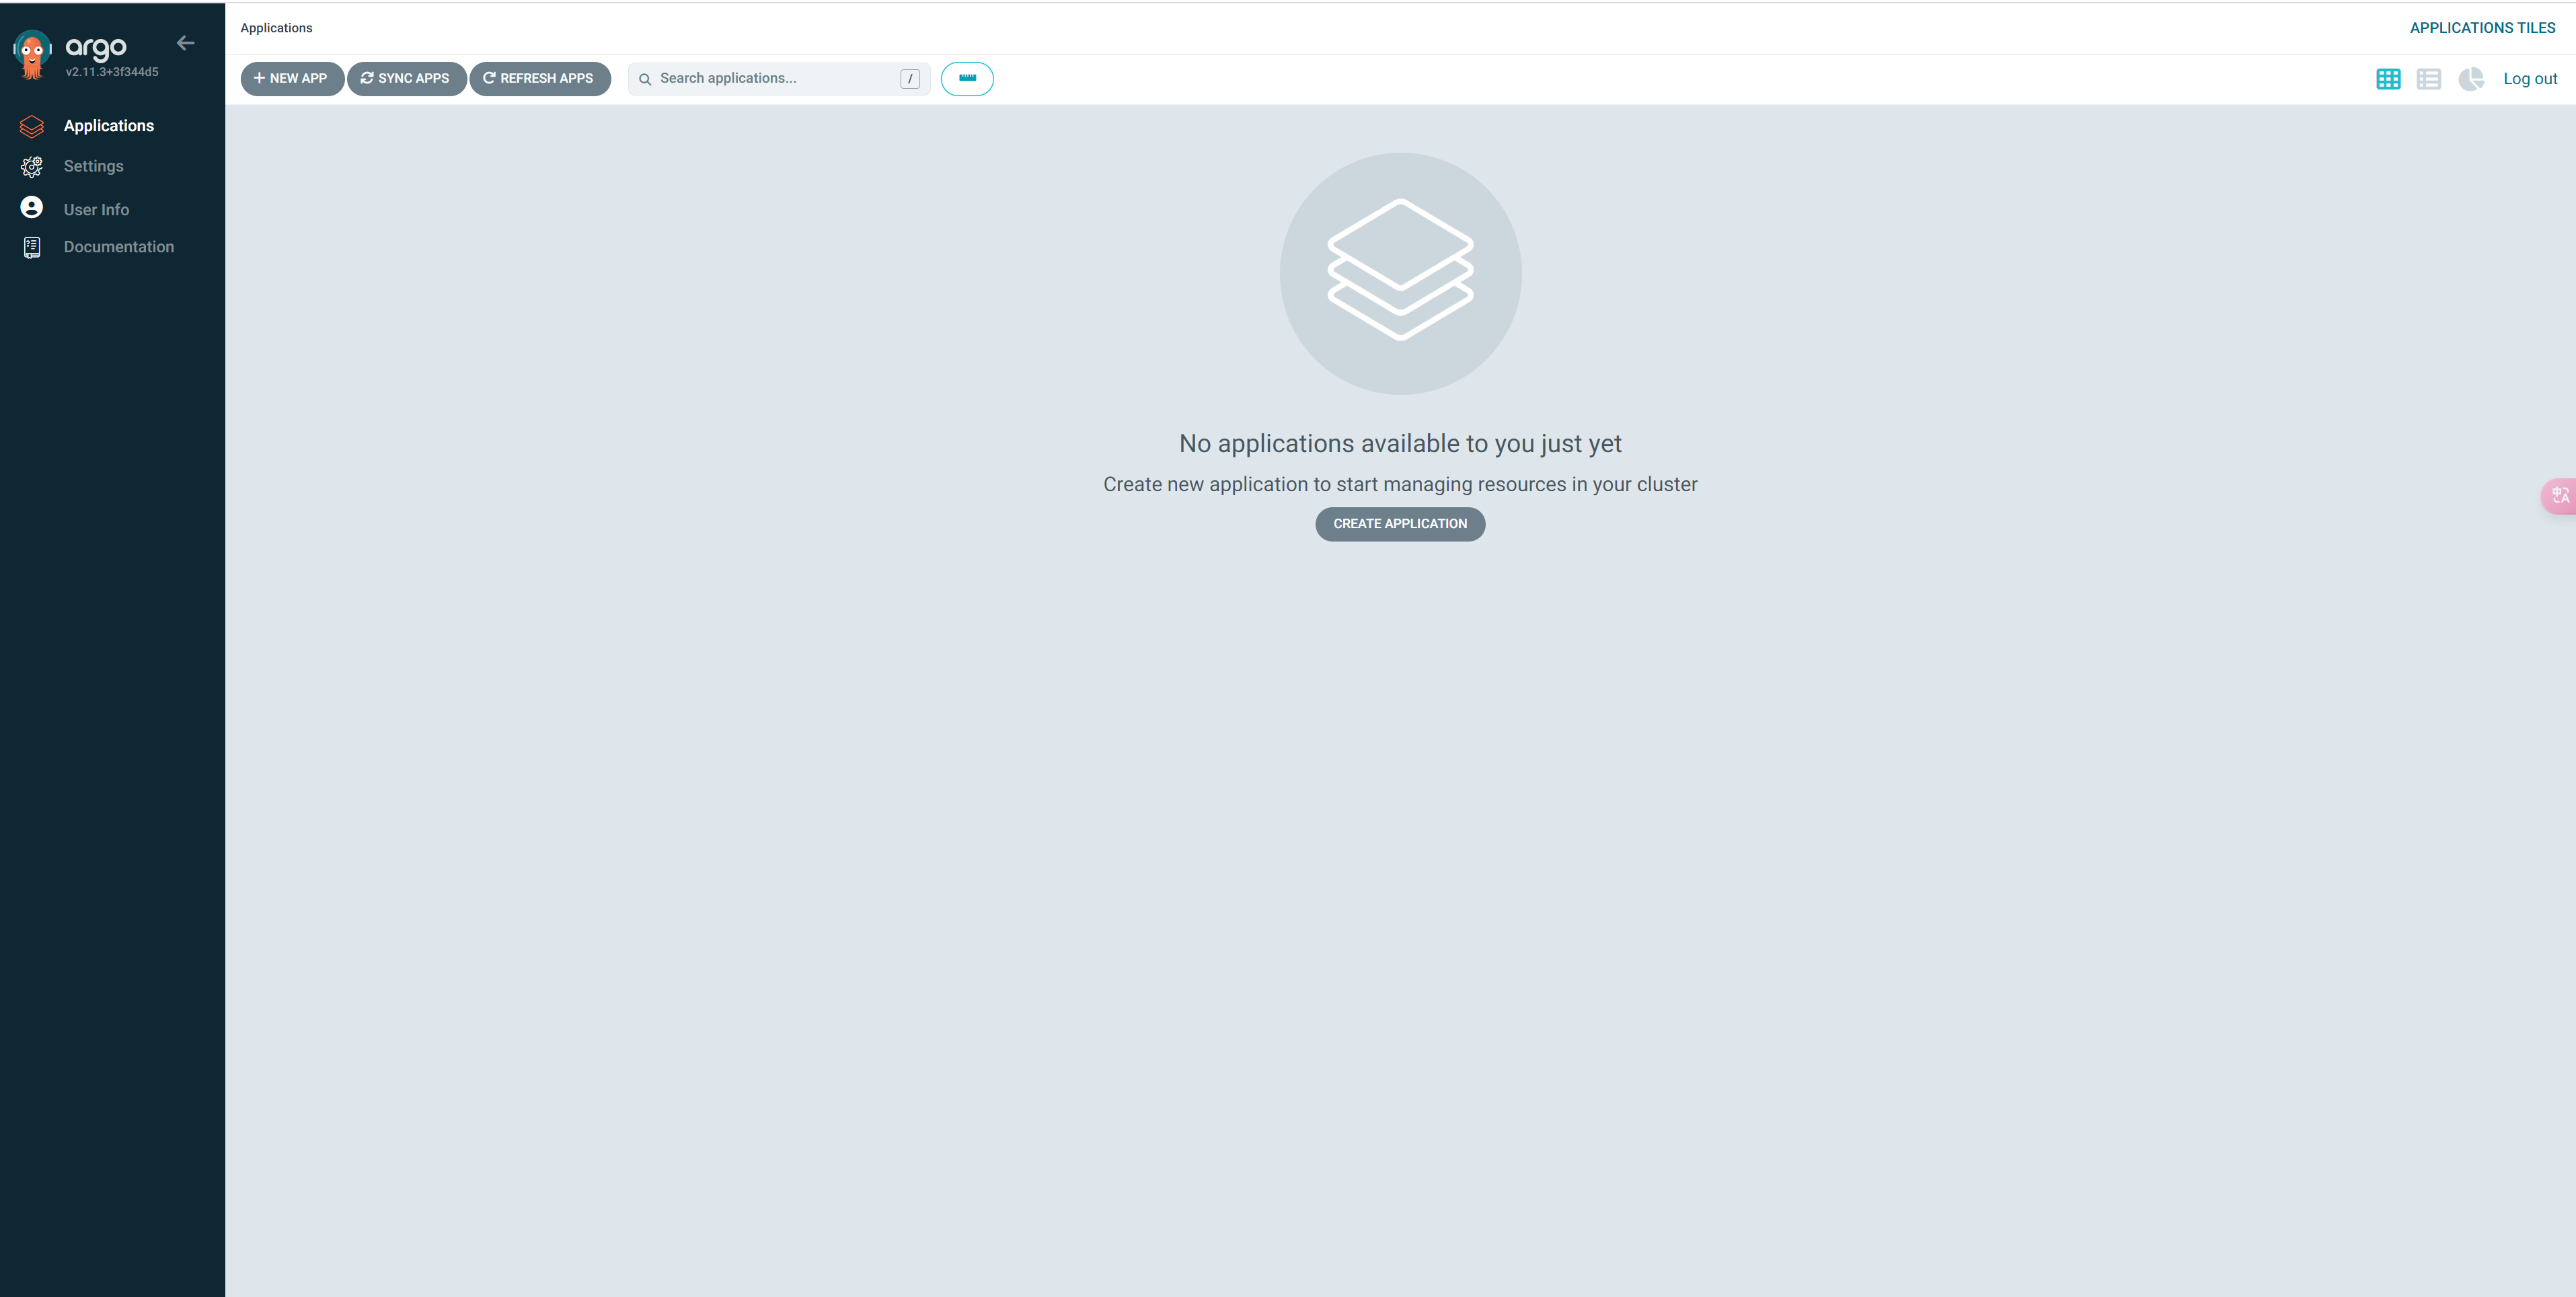 argo
v2.11.3+3f344d5
Applications
Settings
User Info
Documentation
Applications
APPLICATIONS TILES
NEW APP
SYNC APPS
REFRESH APPS
Search applications...
/
Log out
No applications available to you just yet
Create new application to start managing resources in your cluster
CREATE APPLICATION
中A